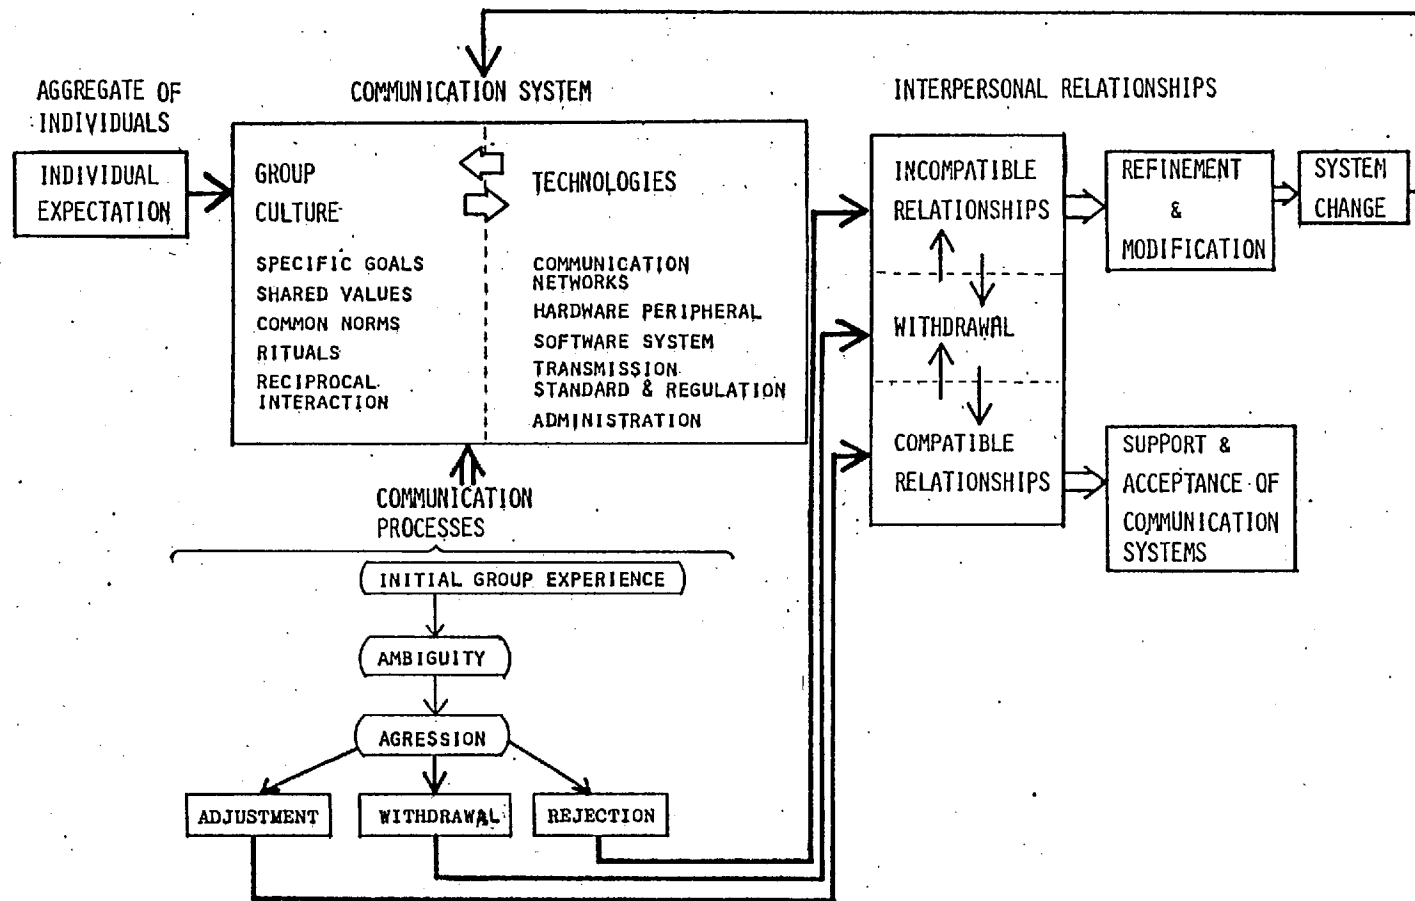 AGGREGATE OF
INDIVIDUALS
INDIVIDUAL
EXPECTATION
COMMUNICATION SYSTEM
GROUP
CULTURE
SPECIFIC GOALS
SHARED VALUES
COMMON NORMS
RITUALS
RECIPROCAL
INTERACTION
TECHNOLOGIES
COMMUNICATION
NETWORKS
HARDWARE PERIPHERAL
SOFTWARE SYSTEM
TRANSMISSION
STANDARD & REGULATION
ADMINISTRATION
COMMUNICATION
PROCESSES
INITIAL GROUP EXPERIENCE
AMBIGUITY
AGRESSION
ADJUSTMENT
WITHDRAWAL
REJECTION
INTERPERSONAL RELATIONSHIPS
INCOMPATIBLE
RELATIONSHIPS
WITHDRAWAL
COMPATIBLE
RELATIONSHIPS
REFINEMENT
&
MODIFICATION
SYSTEM
CHANGE
SUPPORT &
ACCEPTANCE OF
COMMUNICATION
SYSTEMS